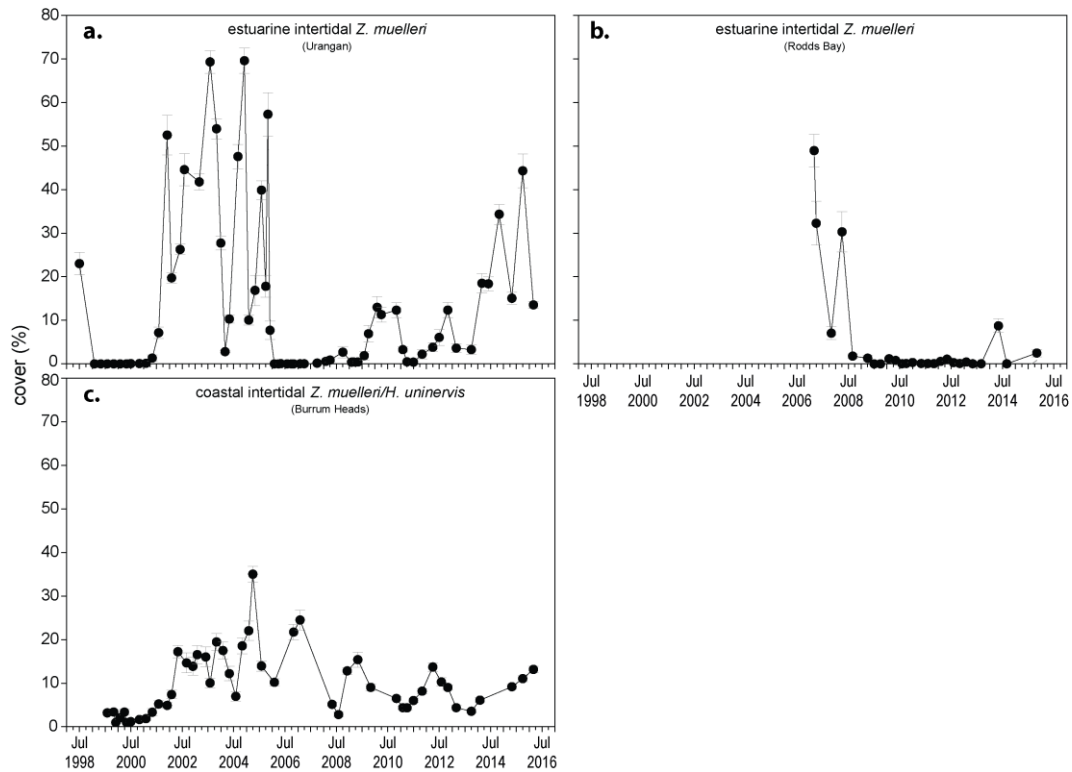 a.
estuarine intertidal Z. muelleri
(Urangan)
80
70
60
50
40
30
20
10
0
b.
estuarine intertidal Z. muelleri
(Rodds Bay)
Jul Jul Jul Jul Jul Jul Jul Jul Jul Jul
1998 2000 2002 2004 2006 2008 2010 2012 2014 2016
cover (%)
c.
coastal intertidal Z. muelleri/H. uninervis
(Burrum Heads)
80
70
60
50
40
30
20
10
0
Jul Jul Jul Jul Jul Jul Jul Jul Jul Jul
1998 2000 2002 2004 2006 2008 2010 2012 2014 2016